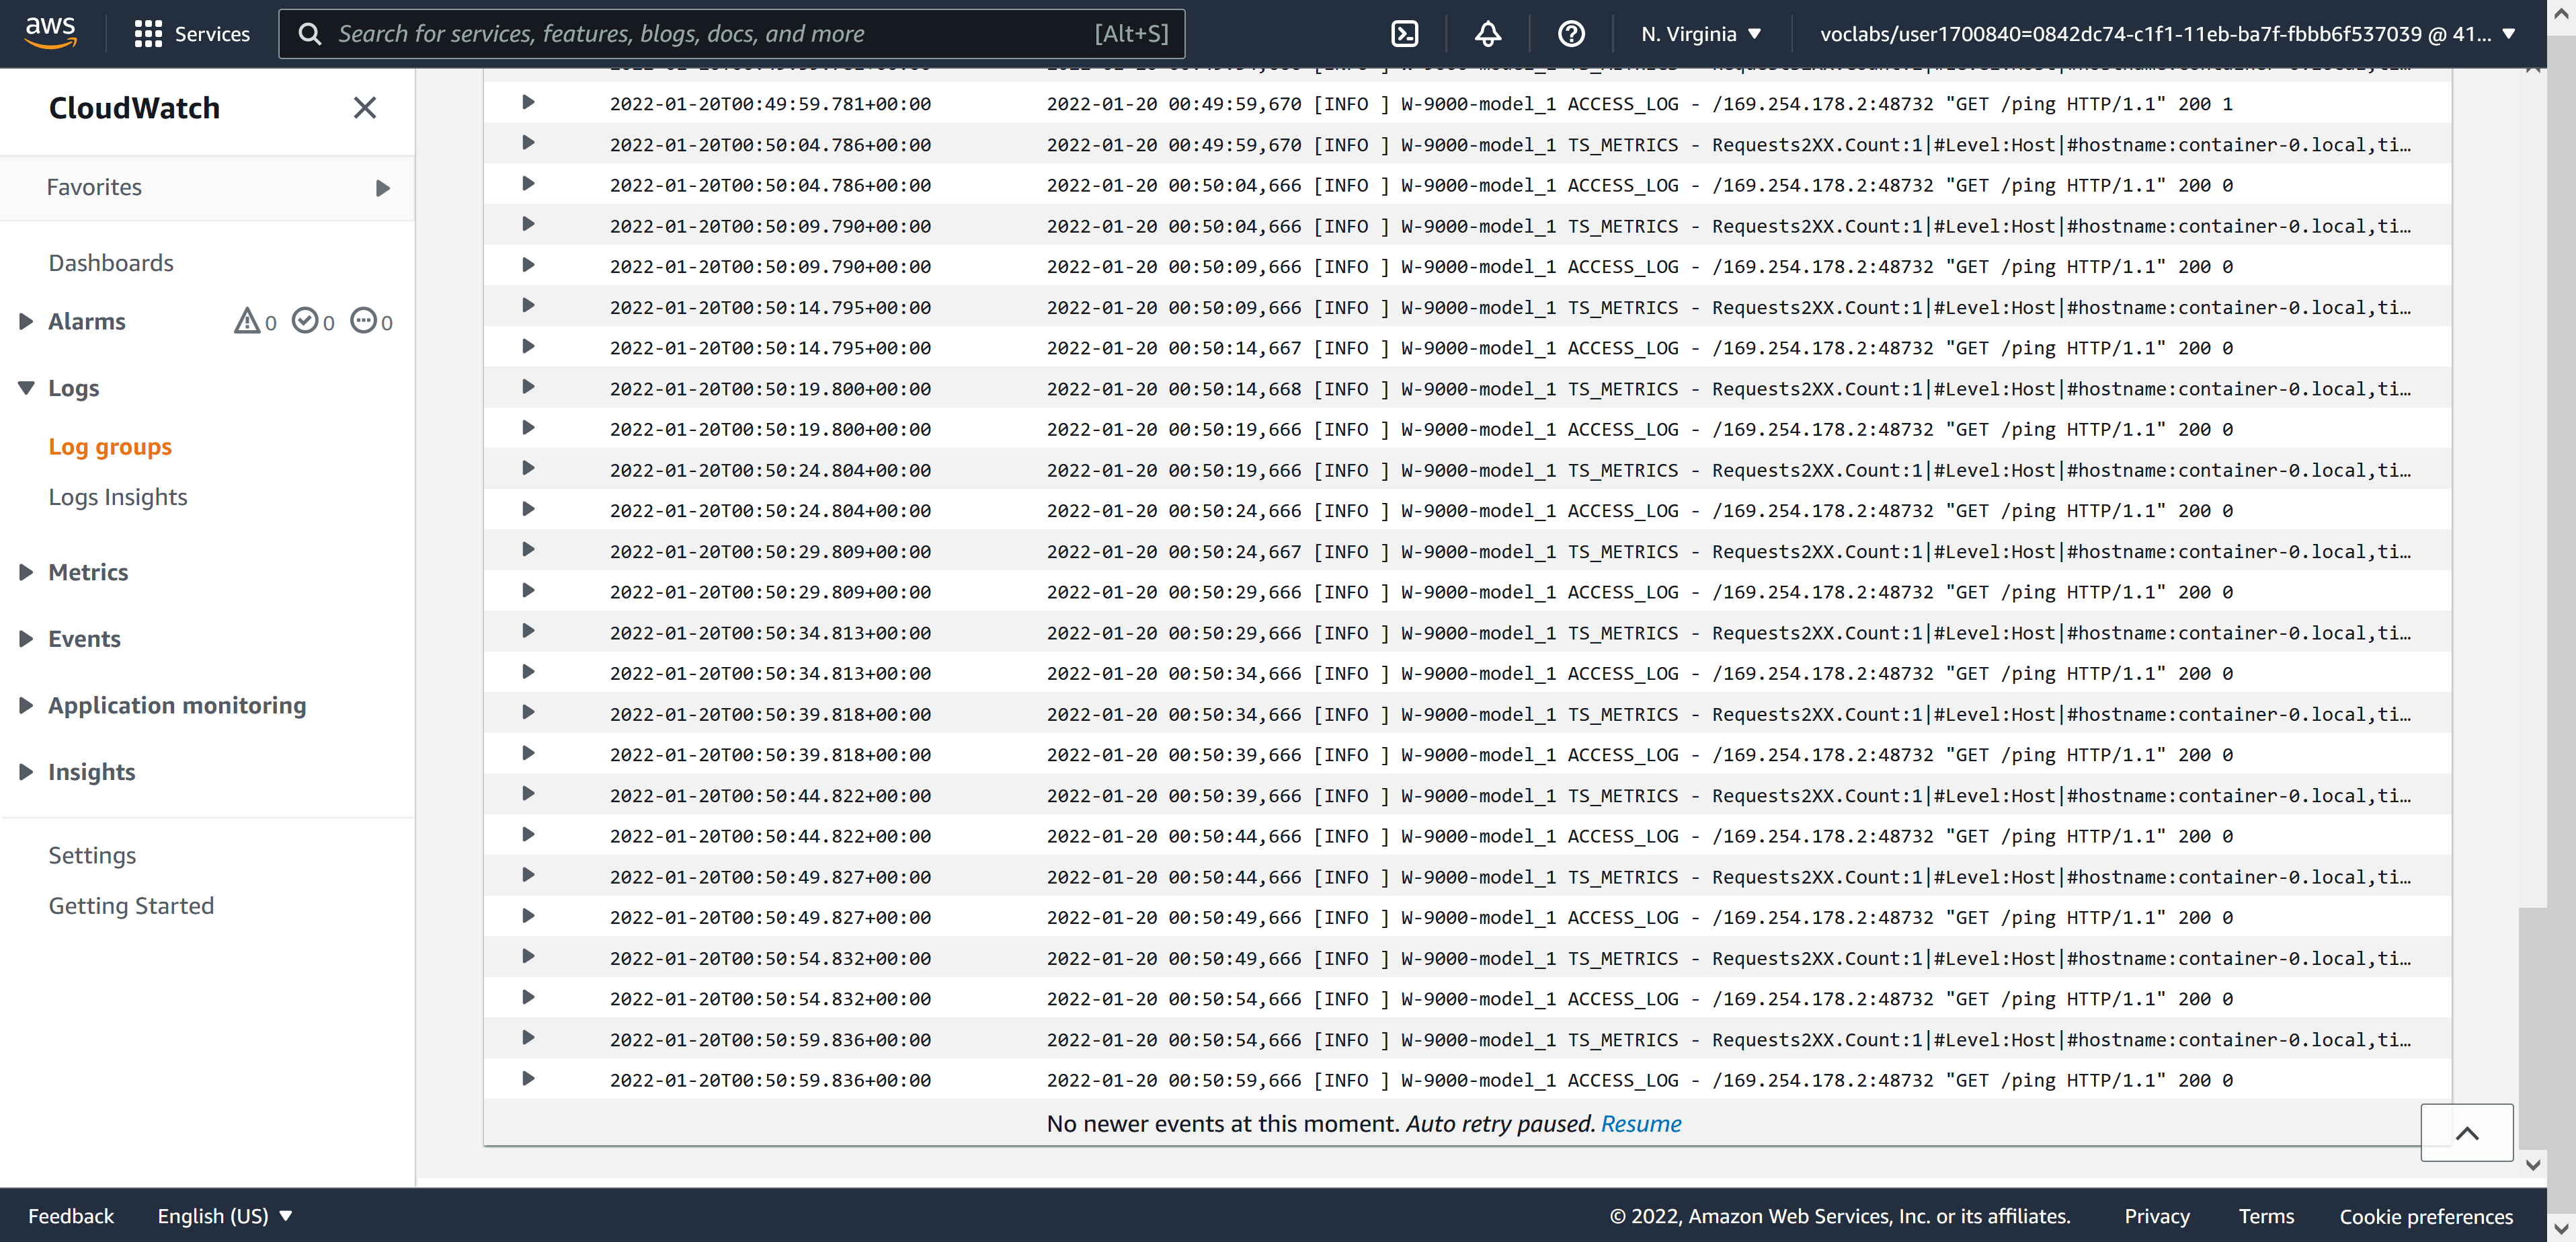 aws
Services
Search for services, features, blogs, docs, and more
[Alt+S]
N. Virginia
voclabs/user1700840=0842dc74-c1f1-11eb-ba7f-fbbb6f537039 @ 41...
CloudWatch
Favorites
Dashboards
Alarms 0 0 0
Logs
Log groups
Logs Insights
Metrics
Events
Application monitoring
Insights
Settings
Getting Started
2022-01-20T00:49:59.781+00:00 2022-01-20 00:49:59,670 [INFO ] W-9000-model_1 ACCESS_LOG - /169.254.178.2:48732 "GET /ping HTTP/1.1" 200 1
2022-01-20T00:50:04.786+00:00 2022-01-20 00:49:59,670 [INFO ] W-9000-model_1 TS_METRICS - Requests2XX.Count:1|#Level:Host|#hostname:container-0.local,ti…
2022-01-20T00:50:04.786+00:00 2022-01-20 00:50:04,666 [INFO ] W-9000-model_1 ACCESS_LOG - /169.254.178.2:48732 "GET /ping HTTP/1.1" 200 0
2022-01-20T00:50:09.790+00:00 2022-01-20 00:50:04,666 [INFO ] W-9000-model_1 TS_METRICS - Requests2XX.Count:1|#Level:Host|#hostname:container-0.local,ti…
2022-01-20T00:50:09.790+00:00 2022-01-20 00:50:09,666 [INFO ] W-9000-model_1 ACCESS_LOG - /169.254.178.2:48732 "GET /ping HTTP/1.1" 200 0
2022-01-20T00:50:14.795+00:00 2022-01-20 00:50:09,666 [INFO ] W-9000-model_1 TS_METRICS - Requests2XX.Count:1|#Level:Host|#hostname:container-0.local,ti…
2022-01-20T00:50:14.795+00:00 2022-01-20 00:50:14,667 [INFO ] W-9000-model_1 ACCESS_LOG - /169.254.178.2:48732 "GET /ping HTTP/1.1" 200 0
2022-01-20T00:50:19.800+00:00 2022-01-20 00:50:14,668 [INFO ] W-9000-model_1 TS_METRICS - Requests2XX.Count:1|#Level:Host|#hostname:container-0.local,ti…
2022-01-20T00:50:19.800+00:00 2022-01-20 00:50:19,666 [INFO ] W-9000-model_1 ACCESS_LOG - /169.254.178.2:48732 "GET /ping HTTP/1.1" 200 0
2022-01-20T00:50:24.804+00:00 2022-01-20 00:50:19,666 [INFO ] W-9000-model_1 TS_METRICS - Requests2XX.Count:1|#Level:Host|#hostname:container-0.local,ti…
2022-01-20T00:50:24.804+00:00 2022-01-20 00:50:24,666 [INFO ] W-9000-model_1 ACCESS_LOG - /169.254.178.2:48732 "GET /ping HTTP/1.1" 200 0
2022-01-20T00:50:29.809+00:00 2022-01-20 00:50:24,667 [INFO ] W-9000-model_1 TS_METRICS - Requests2XX.Count:1|#Level:Host|#hostname:container-0.local,ti…
2022-01-20T00:50:29.809+00:00 2022-01-20 00:50:29,666 [INFO ] W-9000-model_1 ACCESS_LOG - /169.254.178.2:48732 "GET /ping HTTP/1.1" 200 0
2022-01-20T00:50:34.813+00:00 2022-01-20 00:50:29,666 [INFO ] W-9000-model_1 TS_METRICS - Requests2XX.Count:1|#Level:Host|#hostname:container-0.local,ti…
2022-01-20T00:50:34.813+00:00 2022-01-20 00:50:34,666 [INFO ] W-9000-model_1 ACCESS_LOG - /169.254.178.2:48732 "GET /ping HTTP/1.1" 200 0
2022-01-20T00:50:39.818+00:00 2022-01-20 00:50:34,666 [INFO ] W-9000-model_1 TS_METRICS - Requests2XX.Count:1|#Level:Host|#hostname:container-0.local,ti…
2022-01-20T00:50:39.818+00:00 2022-01-20 00:50:39,666 [INFO ] W-9000-model_1 ACCESS_LOG - /169.254.178.2:48732 "GET /ping HTTP/1.1" 200 0
2022-01-20T00:50:44.822+00:00 2022-01-20 00:50:39,666 [INFO ] W-9000-model_1 TS_METRICS - Requests2XX.Count:1|#Level:Host|#hostname:container-0.local,ti…
2022-01-20T00:50:44.822+00:00 2022-01-20 00:50:44,666 [INFO ] W-9000-model_1 ACCESS_LOG - /169.254.178.2:48732 "GET /ping HTTP/1.1" 200 0
2022-01-20T00:50:49.827+00:00 2022-01-20 00:50:44,666 [INFO ] W-9000-model_1 TS_METRICS - Requests2XX.Count:1|#Level:Host|#hostname:container-0.local,ti…
2022-01-20T00:50:49.827+00:00 2022-01-20 00:50:49,666 [INFO ] W-9000-model_1 ACCESS_LOG - /169.254.178.2:48732 "GET /ping HTTP/1.1" 200 0
2022-01-20T00:50:54.832+00:00 2022-01-20 00:50:49,666 [INFO ] W-9000-model_1 TS_METRICS - Requests2XX.Count:1|#Level:Host|#hostname:container-0.local,ti…
2022-01-20T00:50:54.832+00:00 2022-01-20 00:50:54,666 [INFO ] W-9000-model_1 ACCESS_LOG - /169.254.178.2:48732 "GET /ping HTTP/1.1" 200 0
2022-01-20T00:50:59.836+00:00 2022-01-20 00:50:54,666 [INFO ] W-9000-model_1 TS_METRICS - Requests2XX.Count:1|#Level:Host|#hostname:container-0.local,ti…
2022-01-20T00:50:59.836+00:00 2022-01-20 00:50:59,666 [INFO ] W-9000-model_1 ACCESS_LOG - /169.254.178.2:48732 "GET /ping HTTP/1.1" 200 0
No newer events at this moment. Auto retry paused. Resume
Feedback
English (US)
© 2022, Amazon Web Services, Inc. or its affiliates.
Privacy
Terms
Cookie preferences